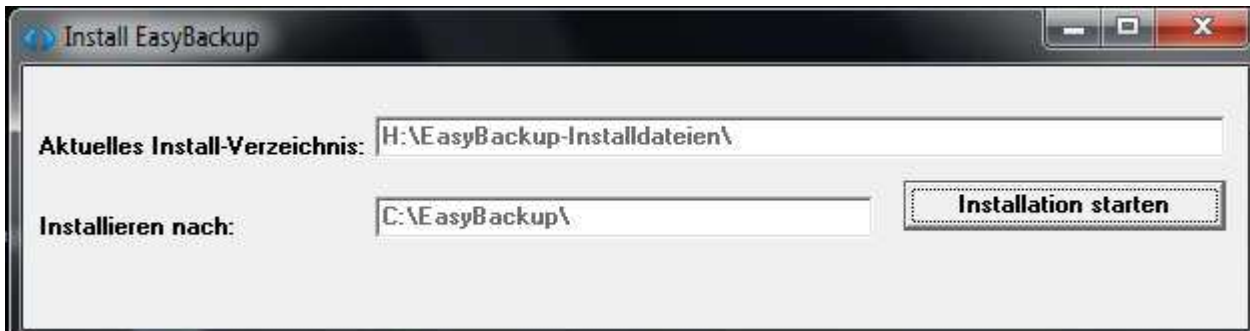 Install EasyBackup
Aktuelles Install-Verzeichnis: H:\EasyBackup-Installdateien\
Installieren nach: C:\EasyBackup\ Installation starten